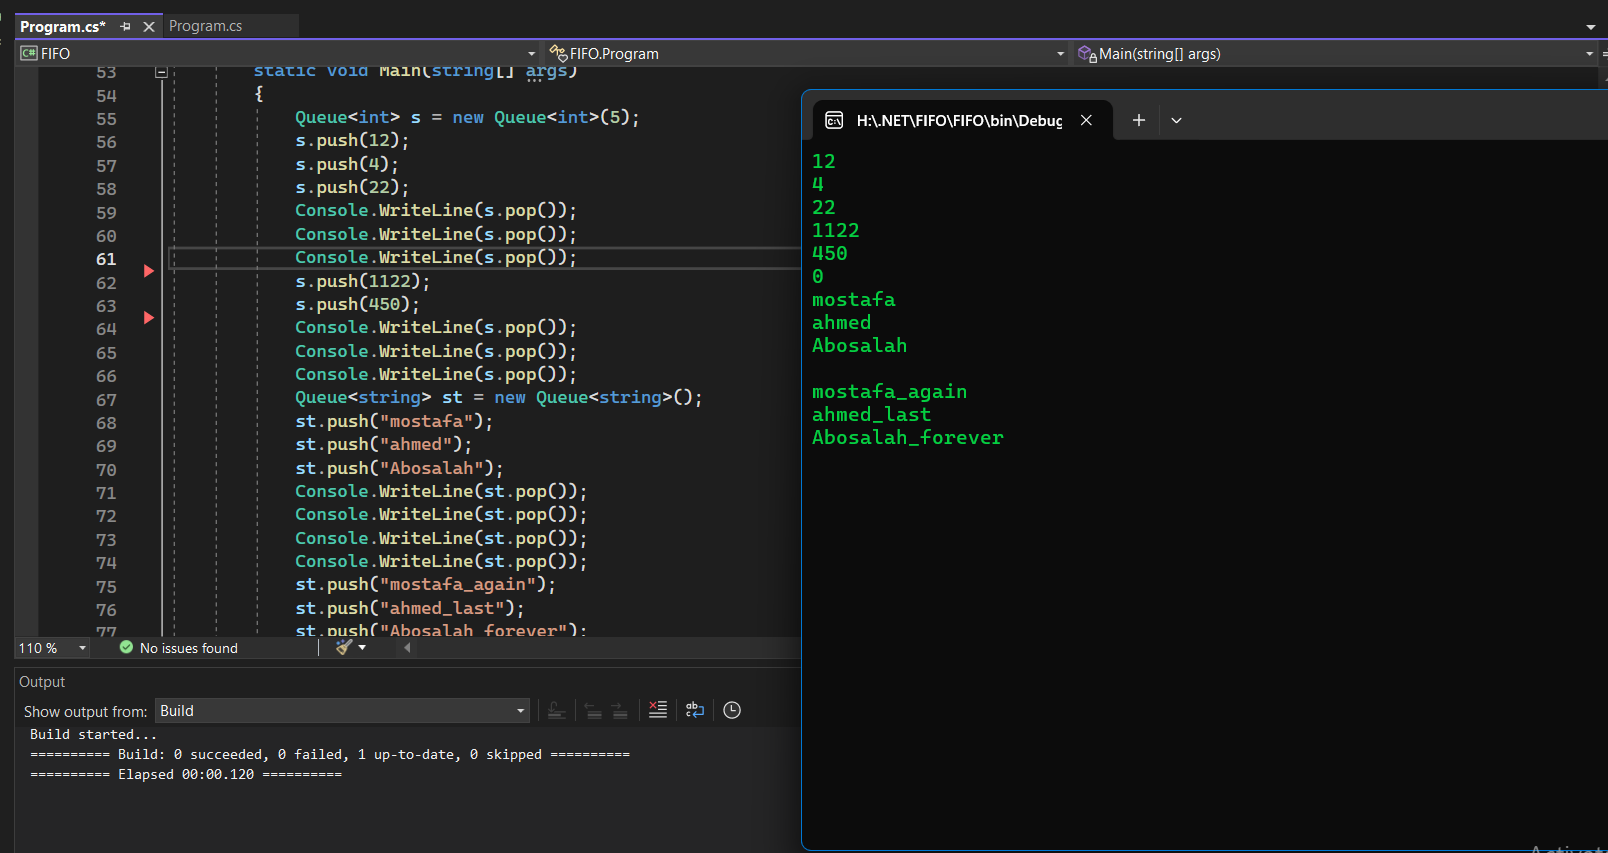 Program.cs* Program.cs
C# FIFO FIFO.Program Main(string[] args)
53 static void Main(string[] args)
54 {
55 Queue<int> s = new Queue<int>(5);
56 s.push(12);
57 s.push(4);
58 s.push(22);
59 Console.WriteLine(s.pop());
60 Console.WriteLine(s.pop());
61 Console.WriteLine(s.pop());
62 s.push(1122);
63 s.push(450);
64 Console.WriteLine(s.pop());
65 Console.WriteLine(s.pop());
66 Console.WriteLine(s.pop());
67 Queue<string> st = new Queue<string>();
68 st.push("mostafa");
69 st.push("ahmed");
70 st.push("Abosalah");
71 Console.WriteLine(st.pop());
72 Console.WriteLine(st.pop());
73 Console.WriteLine(st.pop());
74 Console.WriteLine(st.pop());
75 st.push("mostafa_again");
76 st.push("ahmed_last");
77 st.push("Abosalah_forever");
110 % No issues found
Output
Show output from: Build
Build started...
========== Build: 0 succeeded, 0 failed, 1 up-to-date, 0 skipped ==========
========== Elapsed 00:00.120 ==========
H:\.NET\FIFO\FIFO\bin\Debug
12
4
22
1122
450
0
mostafa
ahmed
Abosalah
mostafa_again
ahmed_last
Abosalah_forever